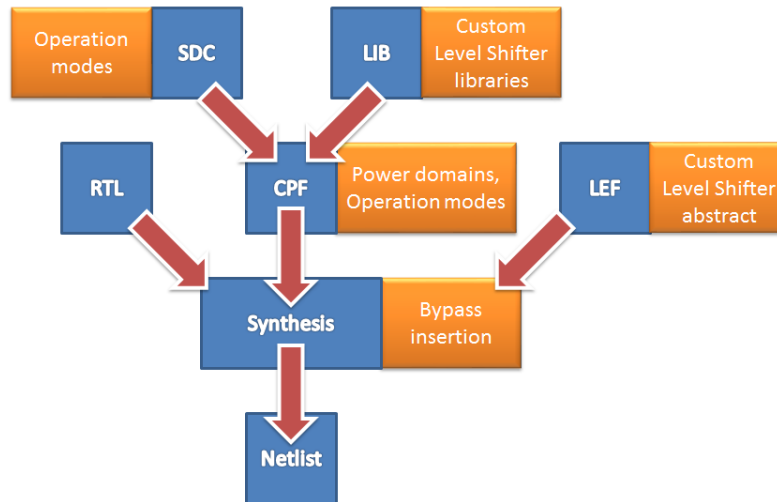 Operation
modes
SDC
LIB
Custom
Level Shifter
libraries
RTL
CPF
Power domains,
Operation modes
LEF
Custom
Level Shifter
abstract
Synthesis
Bypass
insertion
Netlist